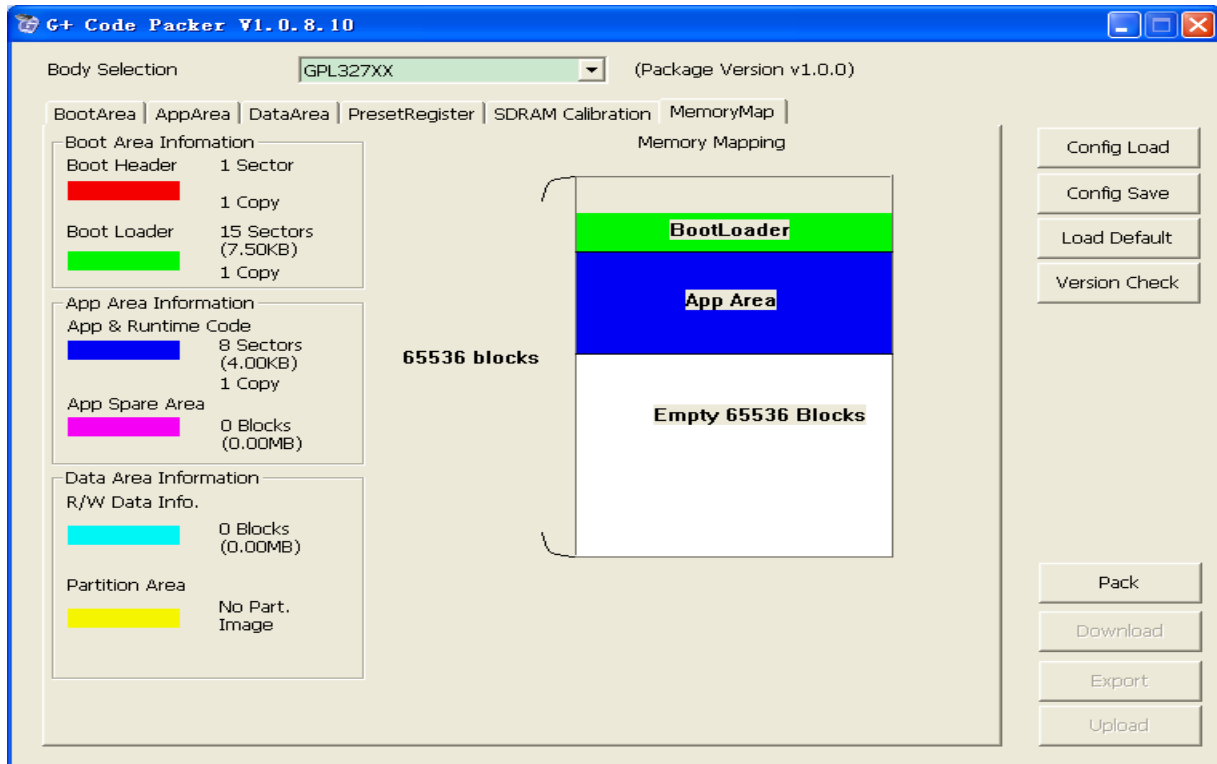 G+ Code Packer V1.0.8.10
Body Selection
GPL327XX
(Package Version v1.0.0)
BootArea
AppArea
DataArea
PresetRegister
SDRAM Calibration
MemoryMap
Boot Area Infomation
Boot Header
1 Sector
1 Copy
Boot Loader
15 Sectors
(7.50KB)
1 Copy
App Area Information
App & Runtime Code
8 Sectors
(4.00KB)
1 Copy
App Spare Area
0 Blocks
(0.00MB)
Data Area Information
R/W Data Info.
0 Blocks
(0.00MB)
Partition Area
No Part.
Image
Memory Mapping
65536 blocks
BootLoader
App Area
Empty 65536 Blocks
Config Load
Config Save
Load Default
Version Check
Pack
Download
Export
Upload